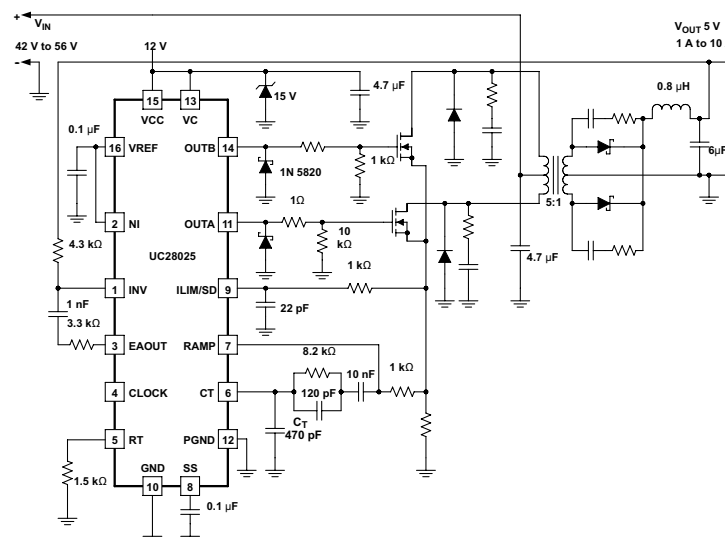 +
V_IN
42 V to 56 V
-
12 V
V_OUT 5 V
1 A to 10
0.8 µH
6µF
4.7 µF
15 V
15
13
VCC
VC
0.1 µF
16
VREF
OUTB
14
1 kΩ
1N 5820
5:1
2
NI
OUTA
11
1Ω
10
kΩ
4.3 kΩ
UC28025
4.7 µF
1
INV
ILIM/SD
9
1 kΩ
1 nF
22 pF
3.3 kΩ
3
EAOUT
RAMP
7
8.2 kΩ
10 nF
1 kΩ
4
CLOCK
CT
6
120 pF
C_T
470 pF
5
RT
PGND
12
1.5 kΩ
GND
SS
10
8
0.1 µF